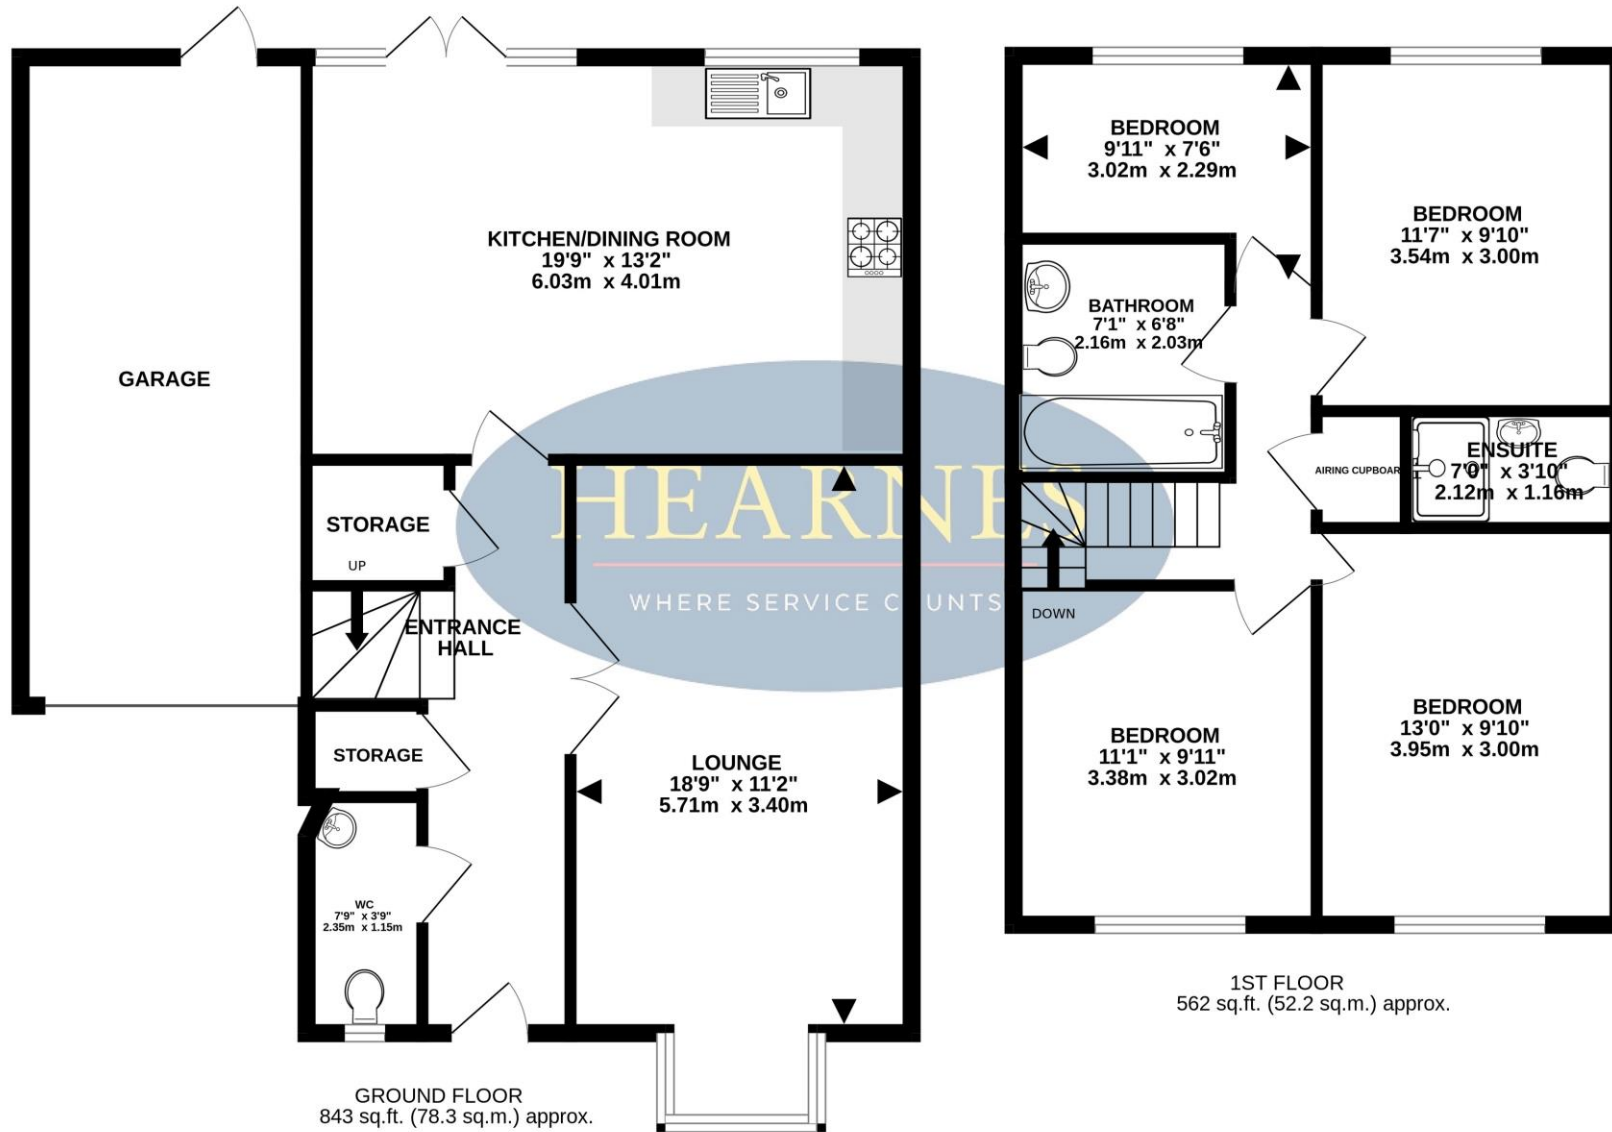 GARAGE
KITCHEN/DINING ROOM
19'9" x 13'2"
6.03m x 4.01m
STORAGE
UP
ENTRANCE
HALL
STORAGE
WC
7'9" x 3'9"
2.35m x 1.15m
LOUNGE
18'9" x 11'2"
5.71m x 3.40m
HEARNES
WHERE SERVICE C UNTS
GROUND FLOOR
843 sq.ft. (78.3 sq.m.) approx.
BEDROOM
9'11" x 7'6"
3.02m x 2.29m
BEDROOM
11'7" x 9'10"
3.54m x 3.00m
BATHROOM
7'1" x 6'8"
2.16m x 2.03m
AIRING CUPBOAR
ENSUITE
7'0" x 3'10"
2.12m x 1.16m
DOWN
BEDROOM
11'1" x 9'11"
3.38m x 3.02m
BEDROOM
13'0" x 9'10"
3.95m x 3.00m
1ST FLOOR
562 sq.ft. (52.2 sq.m.) approx.